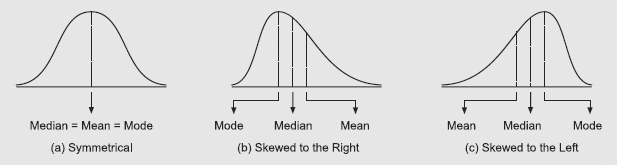 Median = Mean = Mode
(a) Symmetrical
Mode Median Mean
(b) Skewed to the Right
Mean Median Mode
(c) Skewed to the Left